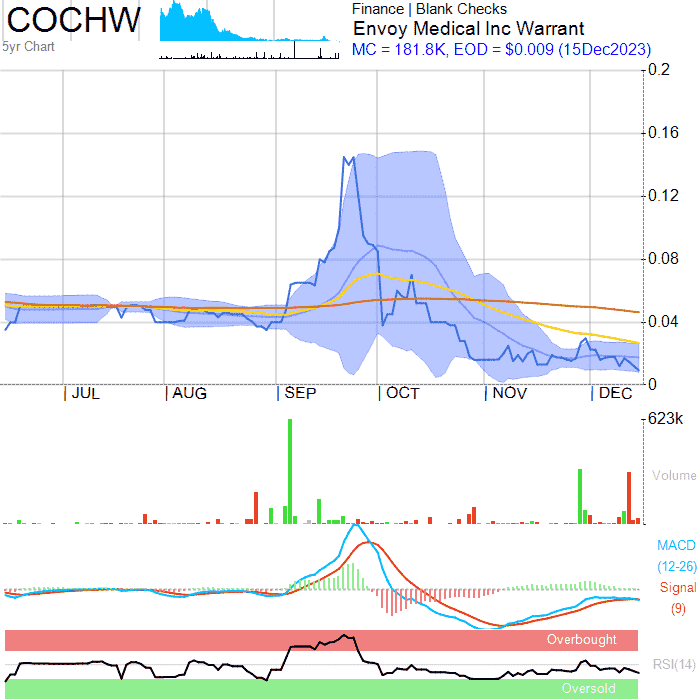 COCHW
5yr Chart
Finance | Blank Checks
Envoy Medical Inc Warrant
MC = 181.8K, EOD = $0.009 (15Dec2023)
0.2
0.16
0.12
0.08
0.04
0
JUL
AUG
SEP
OCT
NOV
DEC
623k
Volume
MACD
(12-26)
Signal
(9)
Overbought
RSI(14)
Oversold